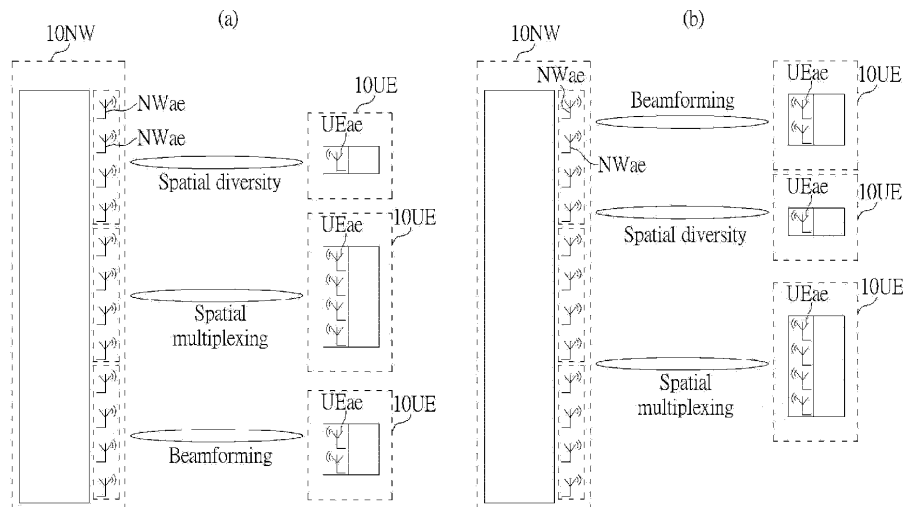 (a)
10NW
NWae
NWae
10UE
UEae
Spatial diversity
10UE
UEae
Spatial
multiplexing
10UE
UEae
Beamforming
(b)
10NW
NWae
NWae
10UE
UEae
Beamforming
10UE
UEae
Spatial diversity
10UE
UEae
Spatial
multiplexing